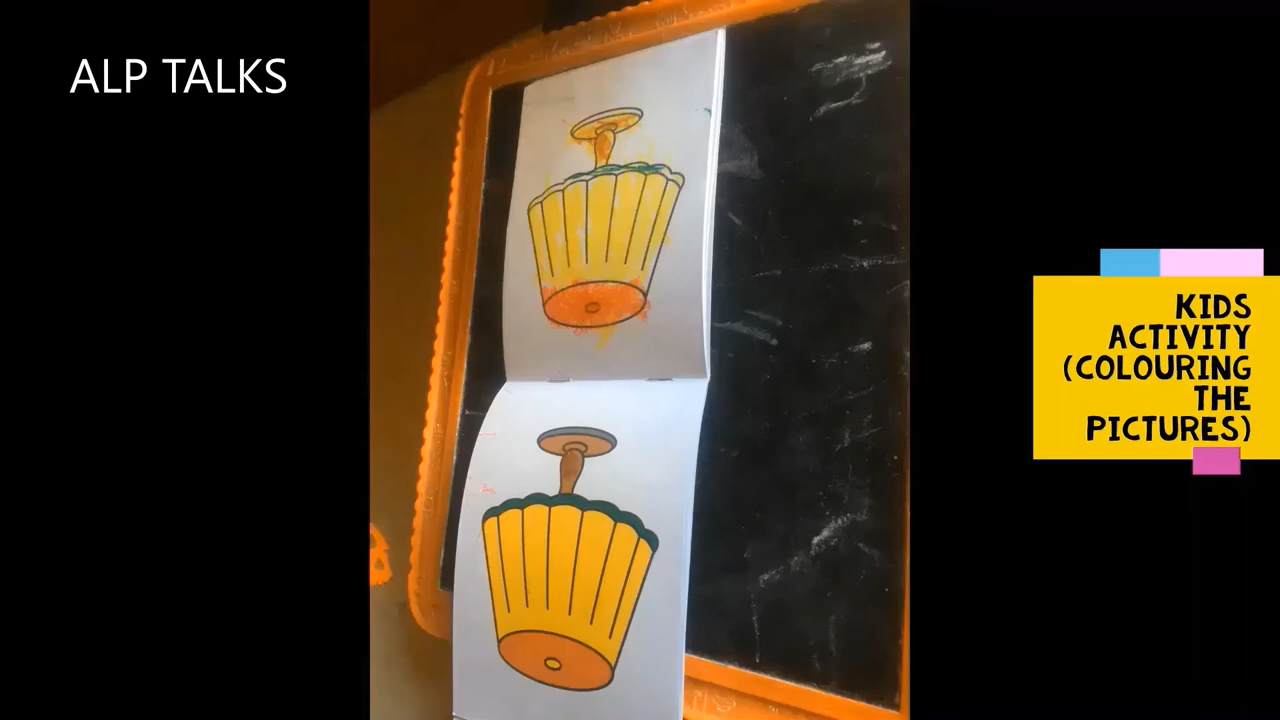 ALP TALKS
KIDS
ACTIVITY
(COLOURING
THE
PICTURES)